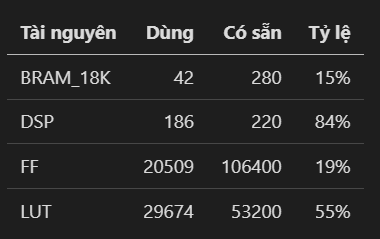 Tài nguyên Dùng Có sẵn Tỷ lệ
BRAM_18K 42 280 15%
DSP 186 220 84%
FF 20509 106400 19%
LUT 29674 53200 55%